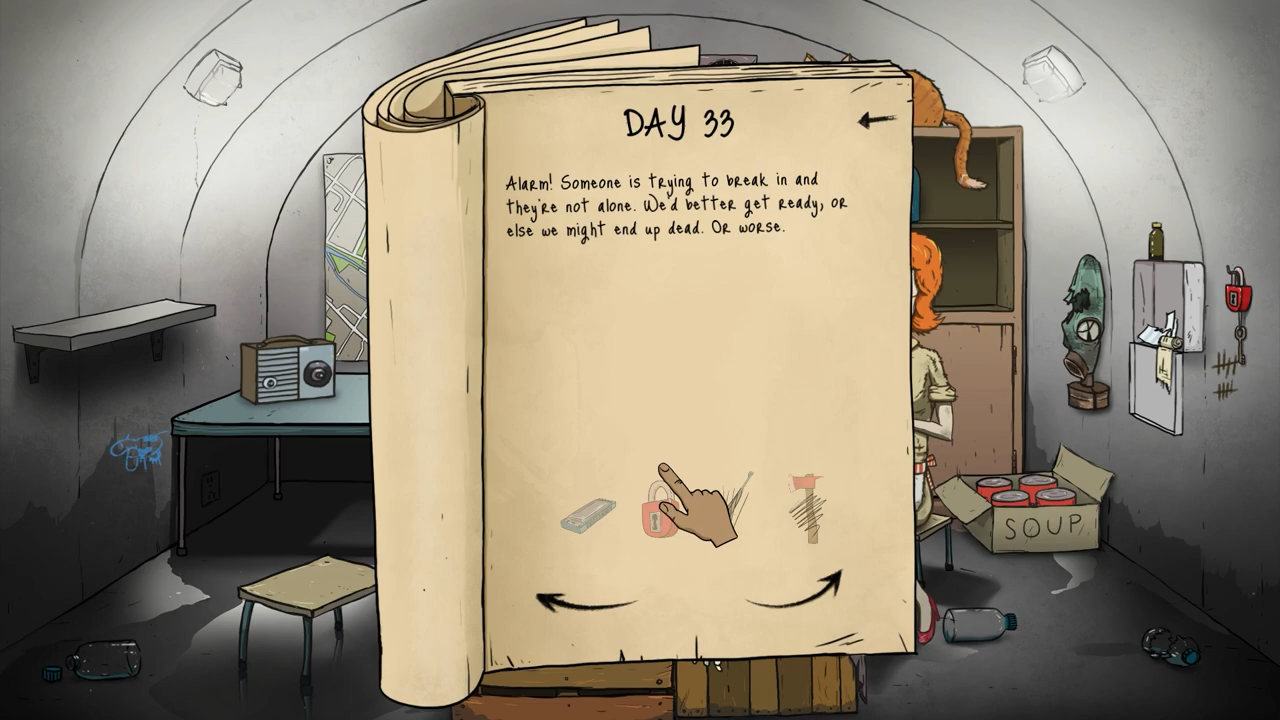 DAY 33
Alarm! Someone is trying to break in and
they're not alone. We'd better get ready, or
else we might end up dead. Or worse.
SOUP